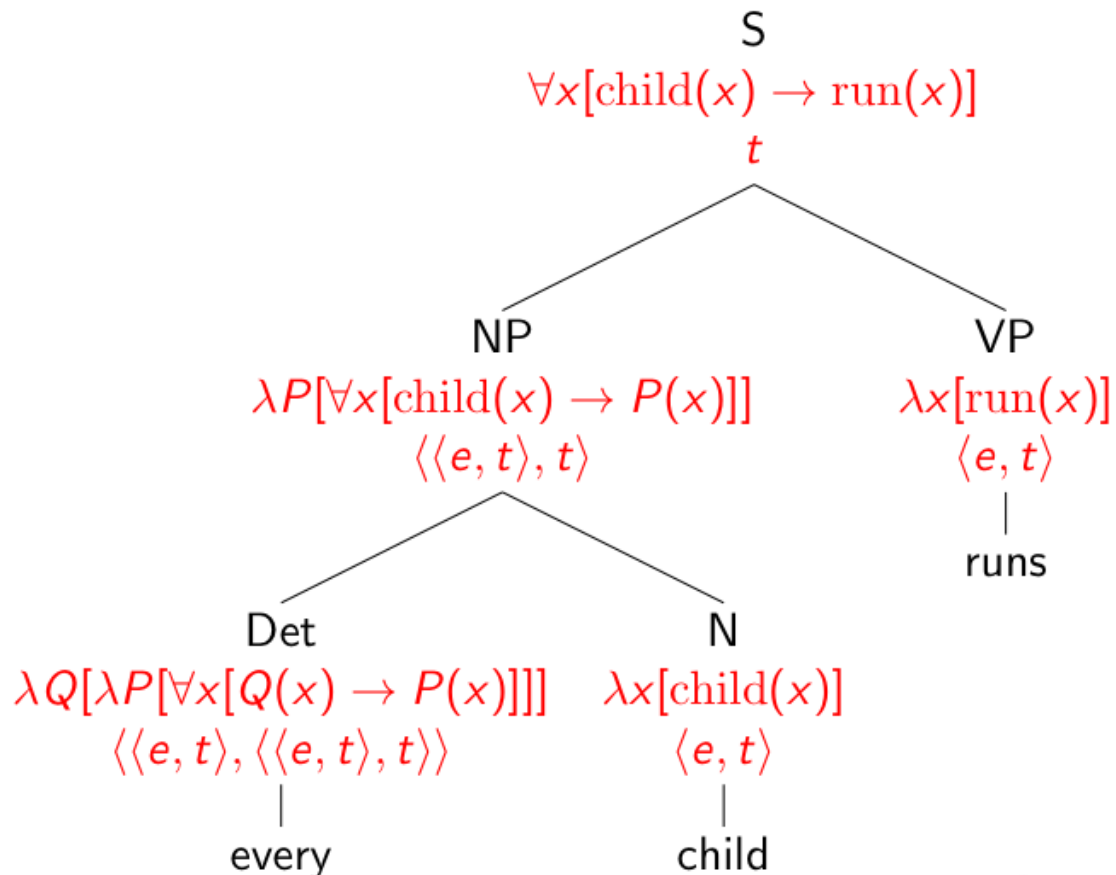 S
∀x[child(x) → run(x)]
t
NP VP
λP[∀x[child(x) → P(x)]] λx[run(x)]
⟨⟨e, t⟩, t⟩ ⟨e, t⟩
runs
Det N
λQ[λP[∀x[Q(x) → P(x)]]] λx[child(x)]
⟨⟨e, t⟩, ⟨⟨e, t⟩, t⟩⟩ ⟨e, t⟩
every child